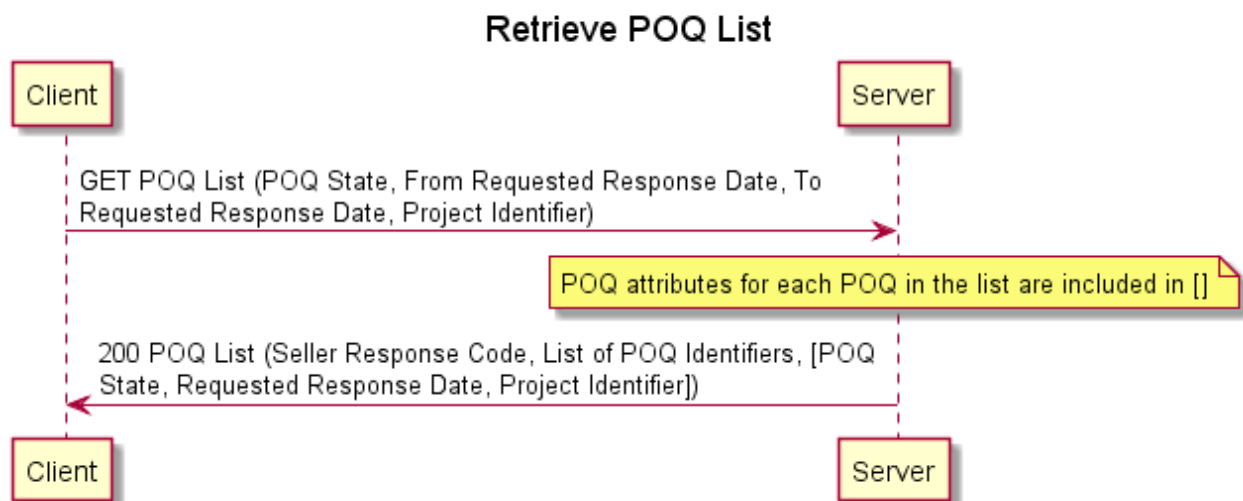 Retrieve POQ List
Client
Server
GET POQ List (POQ State, From Requested Response Date, To
Requested Response Date, Project Identifier)
POQ attributes for each POQ in the list are included in []
200 POQ List (Seller Response Code, List of POQ Identifiers, [POQ
State, Requested Response Date, Project Identifier])
Client
Server